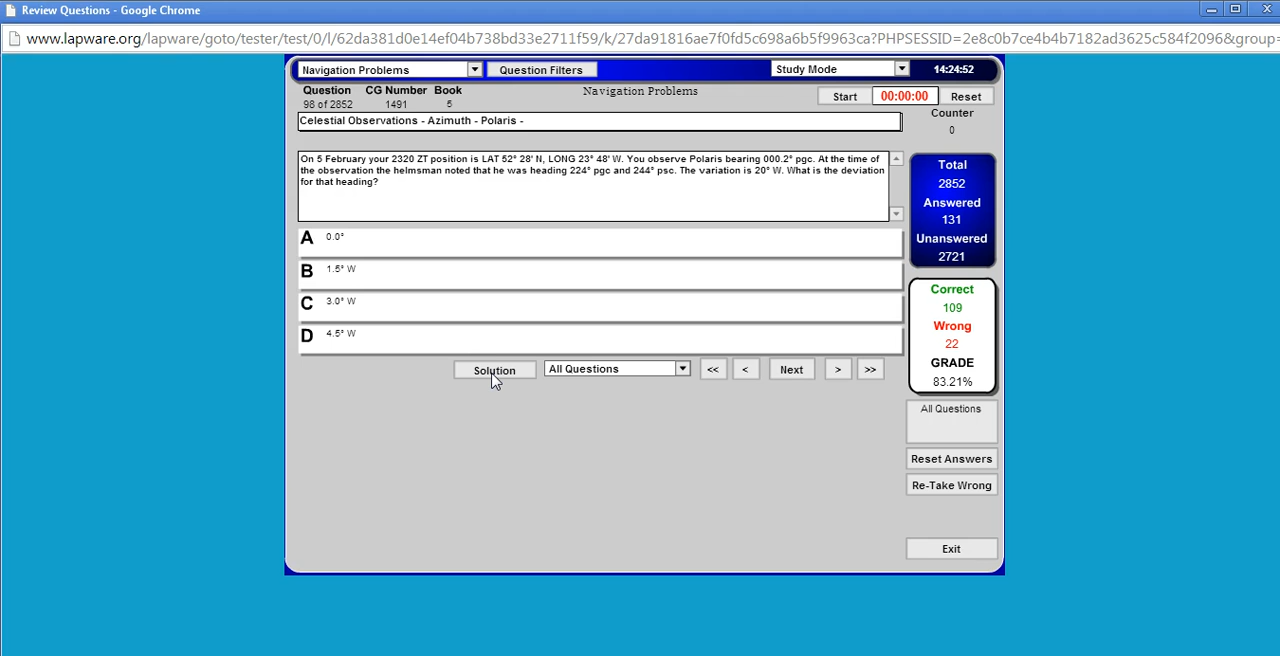 Review Questions - Google Chrome
www.lapware.org/lapware/goto/tester/test/0/l/62da381d0e14ef04b738bd33e2711f59/k/27da91816ae7f0fd5c698a6b5f9963ca?PHPSESSID=2e8c0b7ce4b4b7182ad3625c584f2096&group=
Navigation Problems
Question Filters
Study Mode
14:24:52
Question CG Number Book
98 of 2852 1491 5
Navigation Problems
Start 00:00:00 Reset
Counter
0
Celestial Observations - Azimuth - Polaris -
On 5 February your 2320 ZT position is LAT 52° 28' N, LONG 23° 48' W. You observe Polaris bearing 000.2° pgc. At the time of
the observation the helmsman noted that he was heading 224° pgc and 244° psc. The variation is 20° W. What is the deviation
for that heading?
A 0.0°
B 1.5° W
C 3.0° W
D 4.5° W
Solution All Questions << < Next > >>
Total
2852
Answered
131
Unanswered
2721
Correct
109
Wrong
22
GRADE
83.21%
All Questions
Reset Answers
Re-Take Wrong
Exit